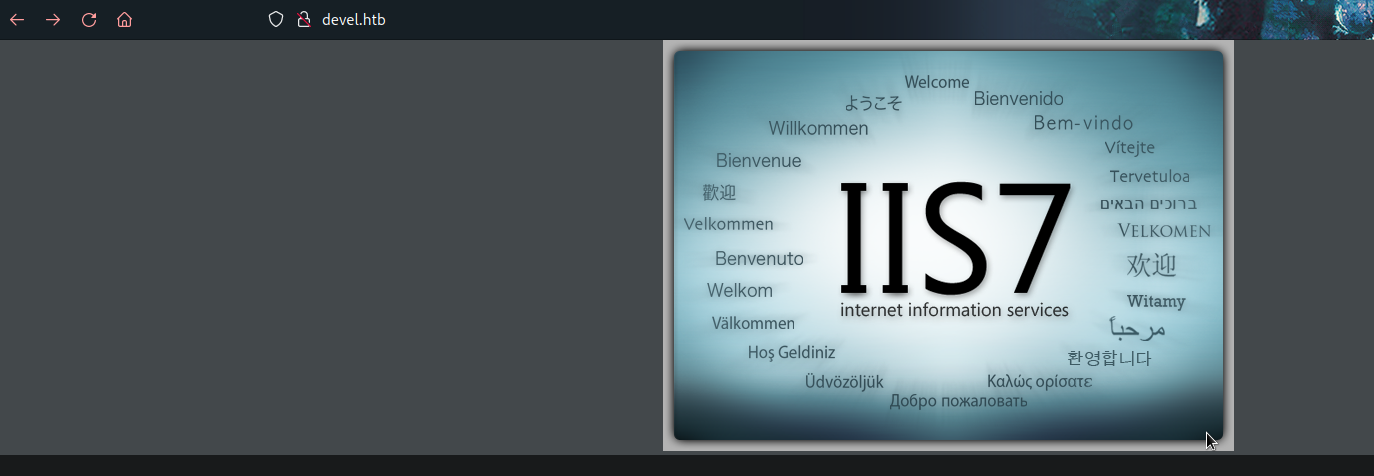 devel.htb
Welcome
ようこそ
Bienvenido
Willkommen
Bem-vindo
Vítejte
Bienvenue
Tervetuloa
歡迎
ברוכים הבאים
Velkommen
VELKOMEN
Benvenuto
欢迎
Welkom
Witamy
IIS7
internet information services
Välkommen
مرحباً
Hoş Geldiniz
환영합니다
Üdvözöljük
Καλώς ορίσατε
Добро пожаловать